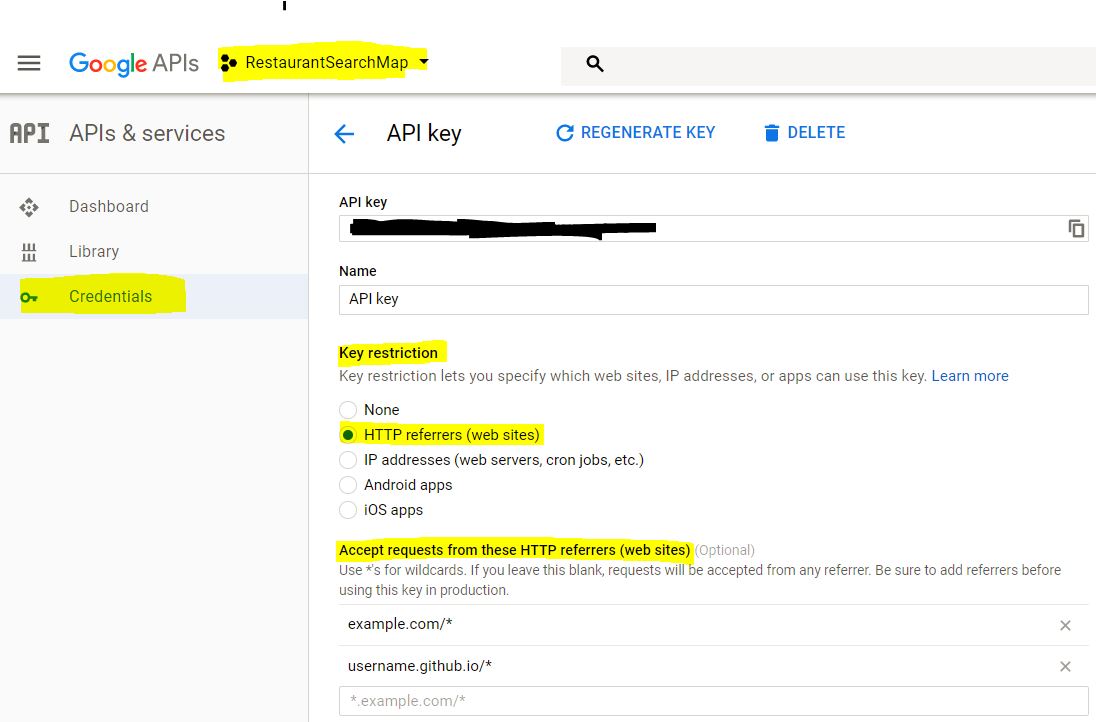 Google APIs RestaurantSearchMap
API APIs & services
API key
REGENERATE KEY
DELETE
Dashboard
Library
Credentials
API key
Name
API key
Key restriction
Key restriction lets you specify which web sites, IP addresses, or apps can use this key. Learn more
None
HTTP referrers (web sites)
IP addresses (web servers, cron jobs, etc.)
Android apps
iOS apps
Accept requests from these HTTP referrers (web sites) (Optional)
Use *'s for wildcards. If you leave this blank, requests will be accepted from any referrer. Be sure to add referrers before
using this key in production.
example.com/*
username.github.io/*
*.example.com/*